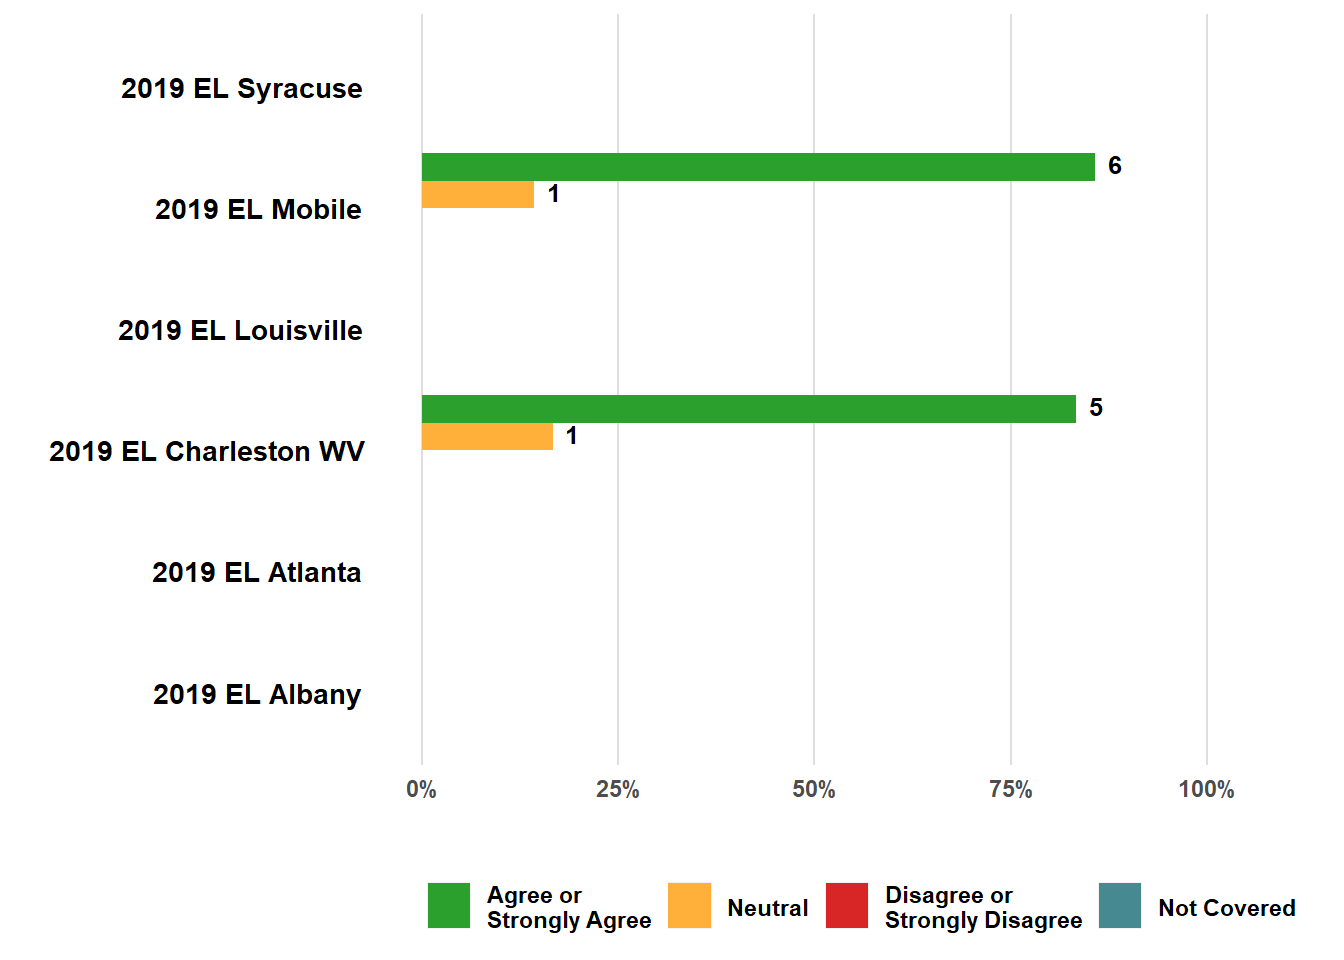 2019 EL Syracuse
6
1
2019 EL Mobile
2019 EL Louisville
5
1
2019 EL Charleston WV
2019 EL Atlanta
2019 EL Albany
0% 25% 50% 75% 100%
Agree or
Strongly Agree
Neutral
Disagree or
Strongly Disagree
Not Covered